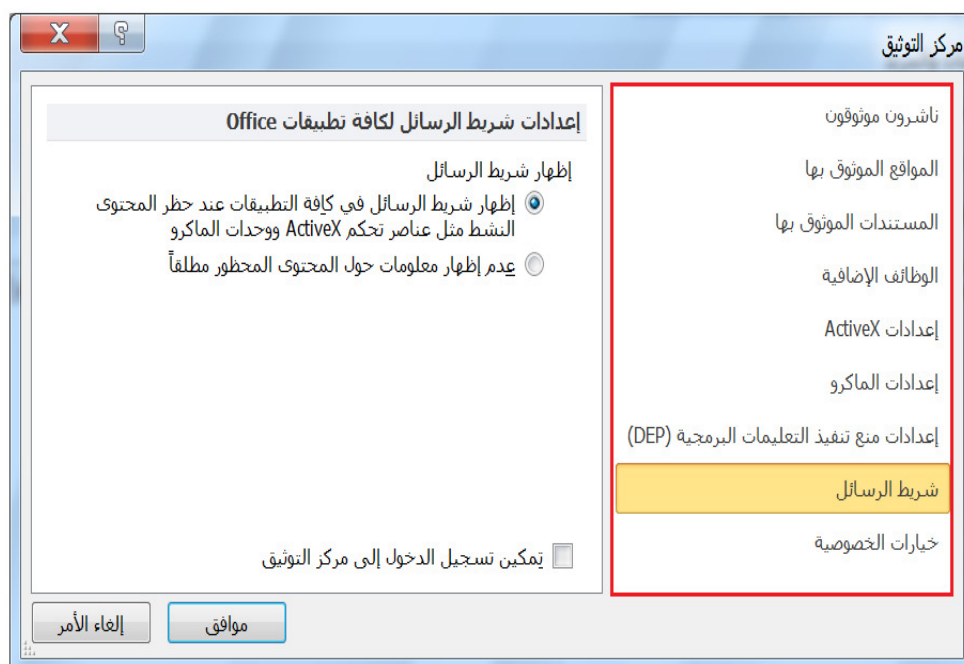 مركز التوثيق
ناشرون موثوقون
المواقع الموثوق بها
المستندات الموثوق بها
الوظائف الإضافية
إعدادات ActiveX
إعدادات الماكرو
إعدادات منع تنفيذ التعليمات البرمجية (DEP)
شريط الرسائل
خيارات الخصوصية
إعدادات شريط الرسائل لكافة تطبيقات Office
إظهار شريط الرسائل
إظهار شريط الرسائل في كافة التطبيقات عند حظر المحتوى
النشط مثل عناصر تحكم ActiveX ووحدات الماكرو
عدم إظهار معلومات حول المحتوى المحظور مطلقاً
تمكين تسجيل الدخول إلى مركز التوثيق
موافق
إلغاء الأمر